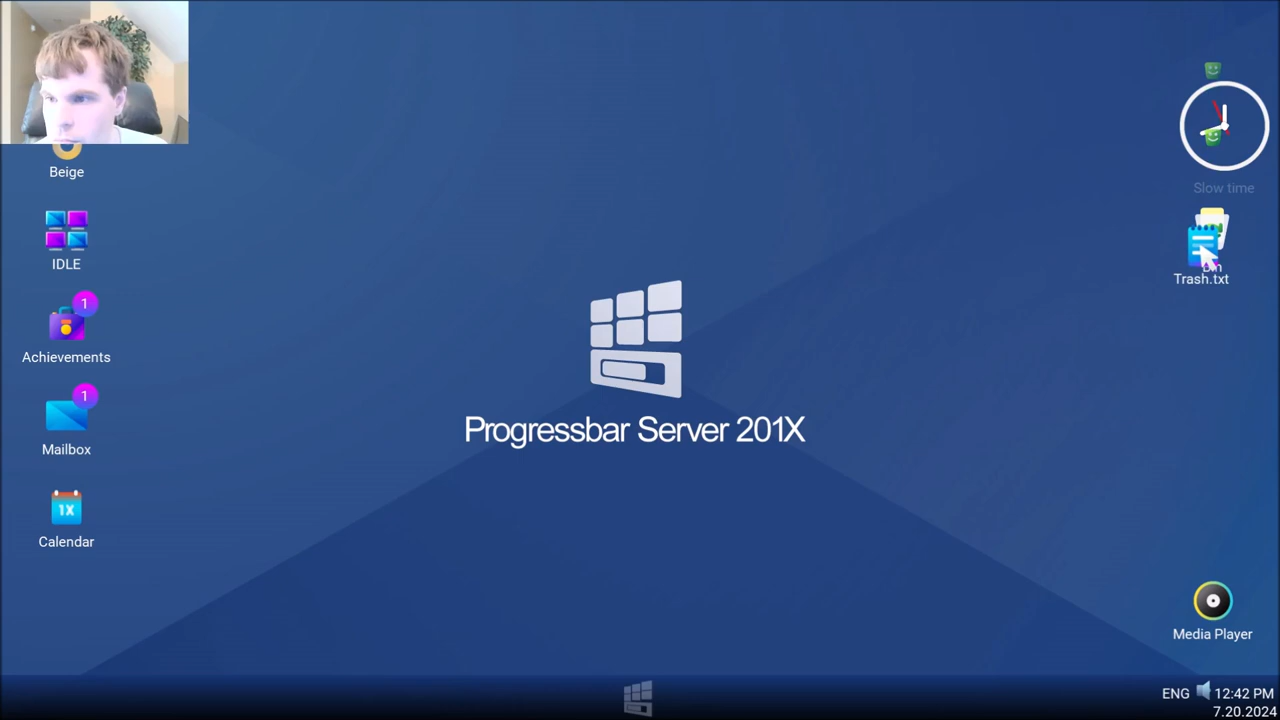 Beige
IDLE
1
Achievements
1
Mailbox
1X
Calendar
Progressbar Server 201X
Slow time
Trash.txt
Media Player
ENG 12:42 PM
7.20.2024